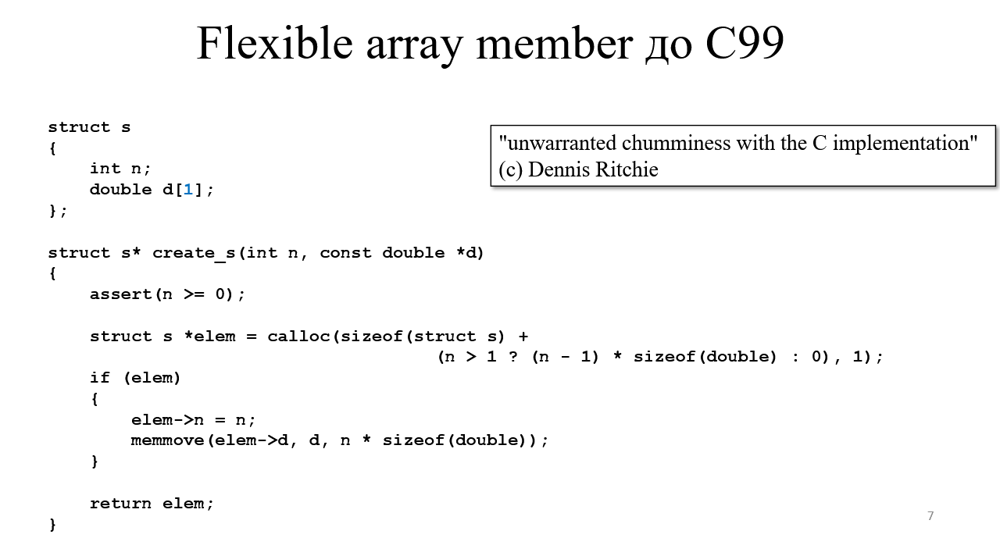 Flexible array member до C99
struct s
{
    int n;
    double d[1];
};
"unwarranted chumminess with the C implementation"
(c) Dennis Ritchie
struct s* create_s(int n, const double *d)
{
    assert(n >= 0);
    struct s *elem = calloc(sizeof(struct s) +
                                     (n > 1 ? (n - 1) * sizeof(double) : 0), 1);
    if (elem)
    {
        elem->n = n;
        memmove(elem->d, d, n * sizeof(double));
    }
    return elem;
}
7